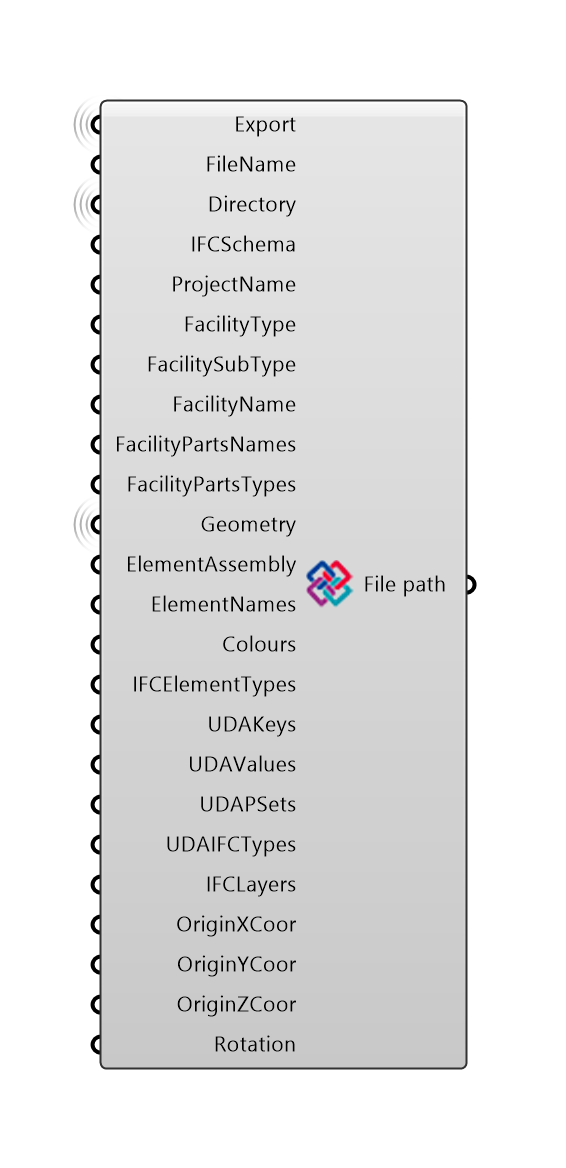 Export
FileName
Directory
IFCSchema
ProjectName
FacilityType
FacilitySubType
FacilityName
FacilityPartsNames
FacilityPartsTypes
Geometry
ElementAssembly
ElementNames
Colours
IFCElementTypes
UDAKeys
UDAValues
UDAPSets
UDAIFCTypes
IFCLayers
OriginXCoor
OriginYCoor
OriginZCoor
Rotation
File path